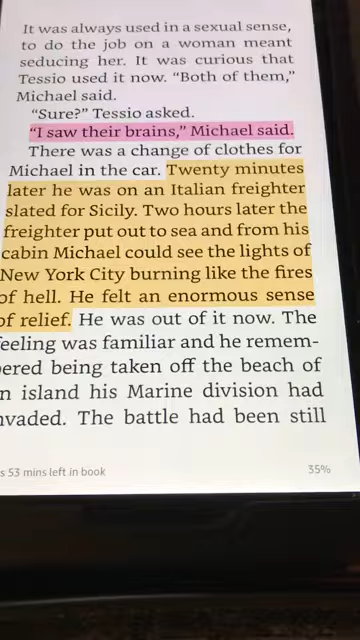 It was always used in a sexual sense,
to do the job on a woman meant
seducing her. It was curious that
Tessio used it now. “Both of them,”
Michael said.
“Sure?” Tessio asked.
“I saw their brains,” Michael said.
There was a change of clothes for
Michael in the car. Twenty minutes
later he was on an Italian freighter
slated for Sicily. Two hours later the
freighter put out to sea and from his
cabin Michael could see the lights of
New York City burning like the fires
of hell. He felt an enormous sense
of relief. He was out of it now. The
feeling was familiar and he remem-
ered being taken off the beach of
n island his Marine division had
nvaded. The battle had been still
s 53 mins left in book
35%